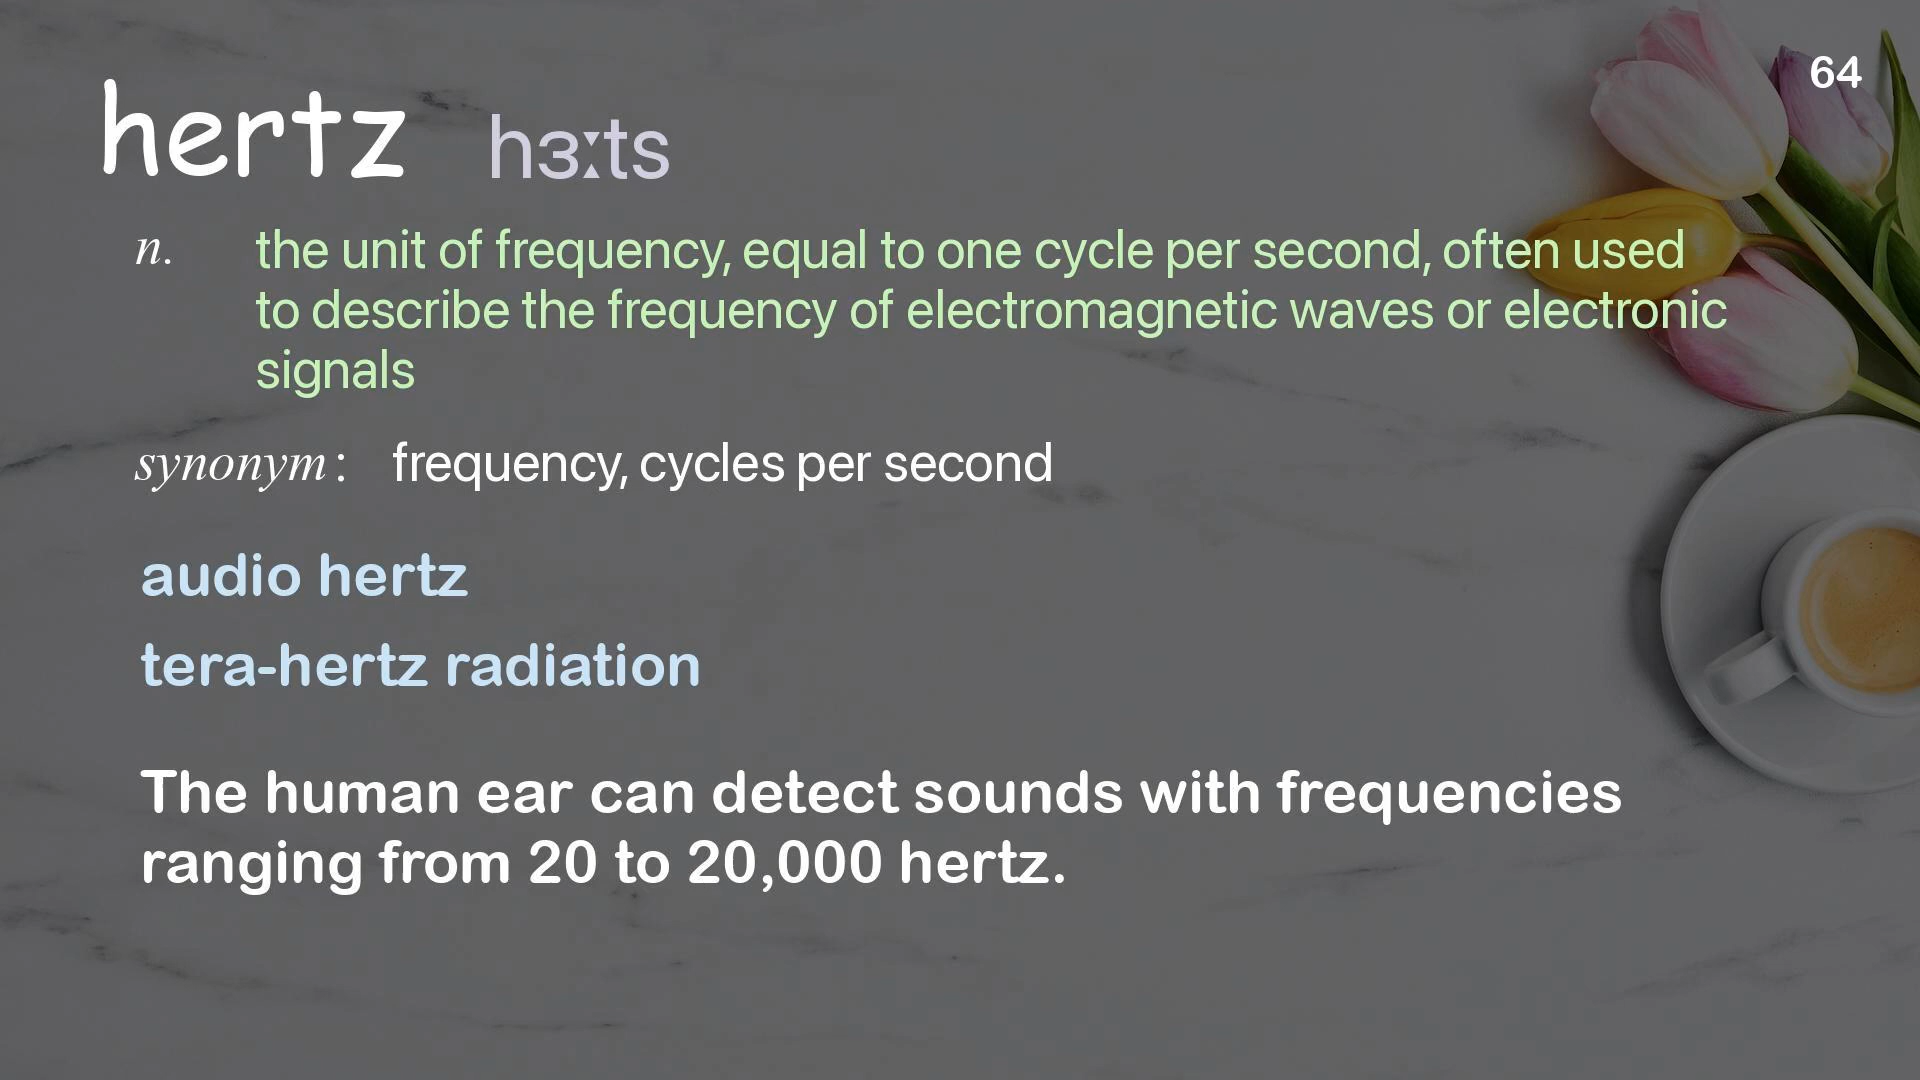 64
hertz hɜːts
n. the unit of frequency, equal to one cycle per second, often used
to describe the frequency of electromagnetic waves or electronic
signals
synonym: frequency, cycles per second
audio hertz
tera-hertz radiation
The human ear can detect sounds with frequencies
ranging from 20 to 20,000 hertz.